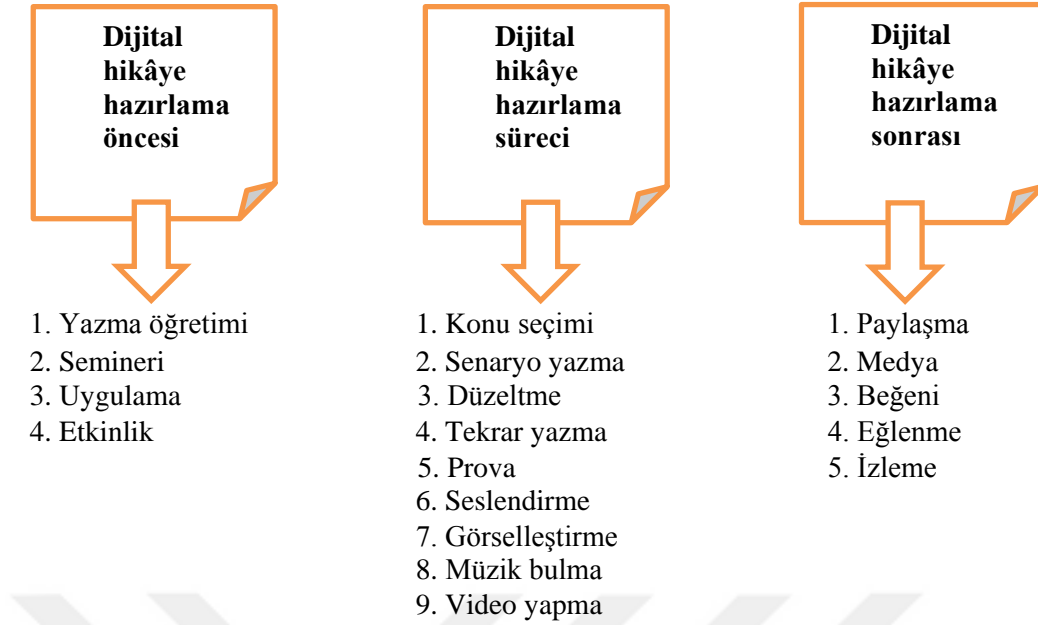 Dijital
hikâye
hazırlama
öncesi
1. Yazma öğretimi
2. Semineri
3. Uygulama
4. Etkinlik
Dijital
hikâye
hazırlama
süreci
1. Konu seçimi
2. Senaryo yazma
3. Düzeltme
4. Tekrar yazma
5. Prova
6. Seslendirme
7. Görselleştirme
8. Müzik bulma
9. Video yapma
Dijital
hikâye
hazırlama
sonrası
1. Paylaşma
2. Medya
3. Beğeni
4. Eğlenme
5. İzleme